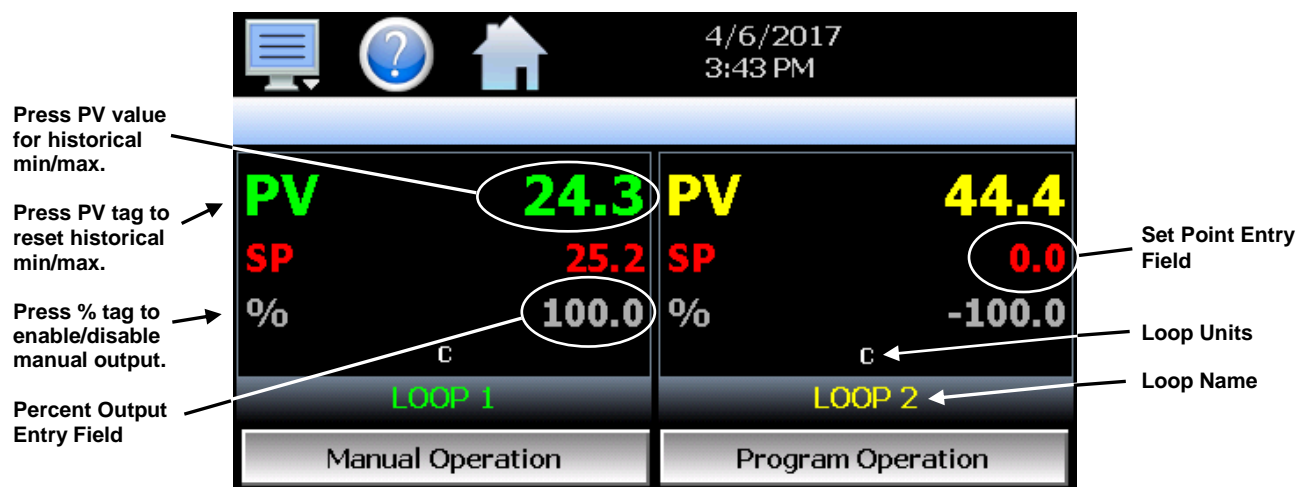 4/6/2017
3:43 PM
Press PV value
for historical
min/max.
Press PV tag to
reset historical
min/max.
Press % tag to
enable/disable
manual output.
Percent Output
Entry Field
PV 24.3
SP 25.2
% 100.0
C
LOOP 1
Manual Operation
PV 44.4
SP 0.0
% -100.0
C
LOOP 2
Program Operation
Set Point Entry
Field
Loop Units
Loop Name